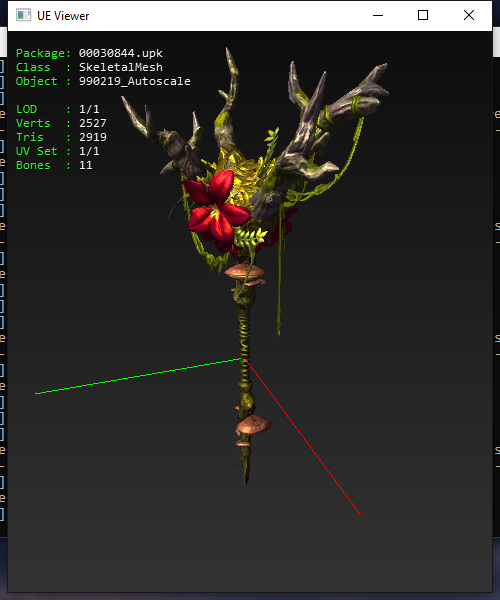 UE Viewer
Package: 00030844.upk
Class : SkeletalMesh
Object : 990219_Autoscale
LOD : 1/1
Verts : 2527
Tris : 2919
UV Set : 1/1
Bones : 11